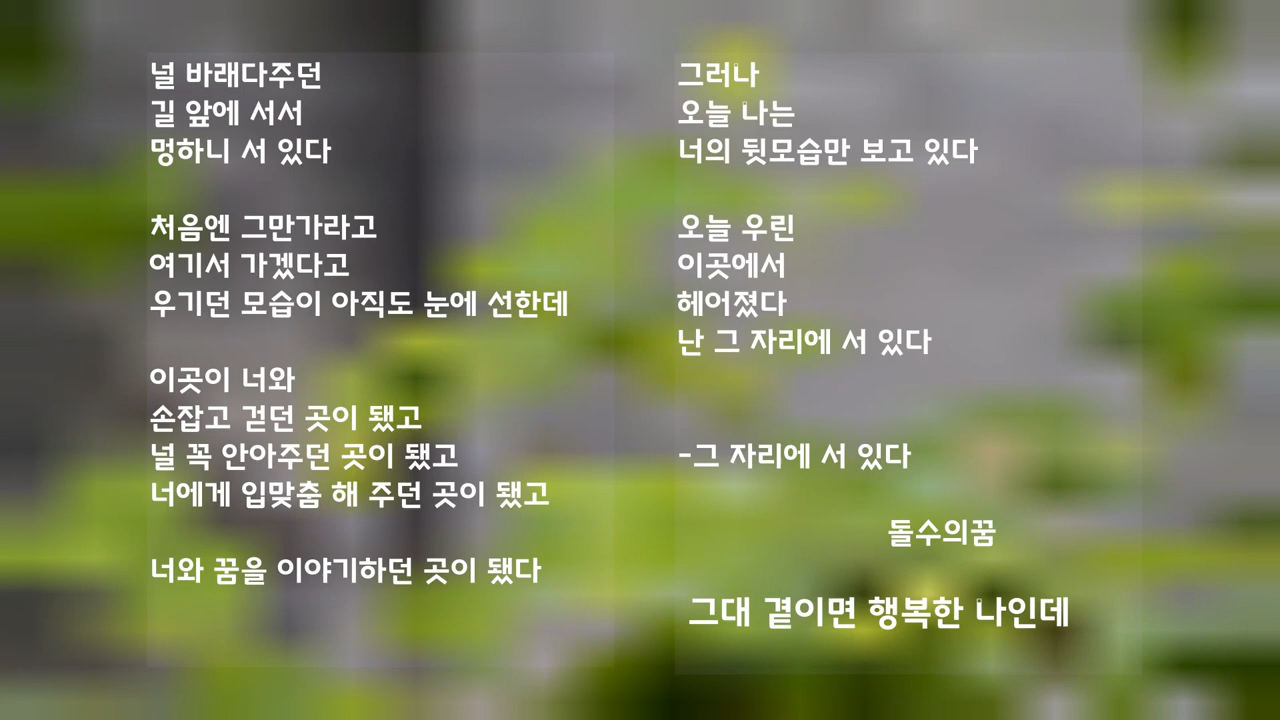 널 바래다주던
길 앞에 서서
멍하니 서 있다
처음엔 그만가라고
여기서 가겠다고
우기던 모습이 아직도 눈에 선한데
이곳이 너와
손잡고 걷던 곳이 됐고
널 꼭 안아주던 곳이 됐고
너에게 입맞춤 해 주던 곳이 됐고
너와 꿈을 이야기하던 곳이 됐다
그러나
오늘 나는
너의 뒷모습만 보고 있다
오늘 우린
이곳에서
헤어졌다
난 그 자리에 서 있다
-그 자리에 서 있다
돌수의꿈
그대 곁이면 행복한 나인데